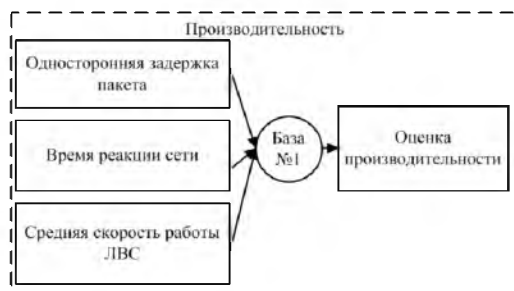 Производительность
Односторонняя задержка
пакета
Время реакции сети
Средняя скорость работы
ЛВС
База
№1
Оценка
производительности